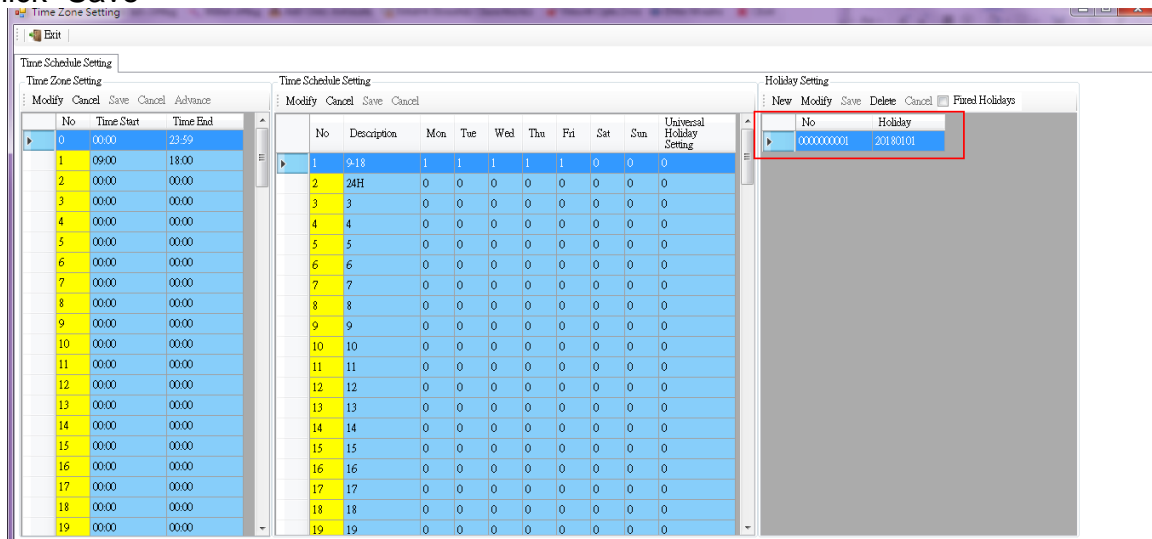 Time Zone Setting
Exit
Time Schedule Setting
Time Zone Setting
Modify Cancel Save Cancel Advance
No Time Start Time End
0 00:00 23:59
1 09:00 18:00
2 00:00 00:00
3 00:00 00:00
4 00:00 00:00
5 00:00 00:00
6 00:00 00:00
7 00:00 00:00
8 00:00 00:00
9 00:00 00:00
10 00:00 00:00
11 00:00 00:00
12 00:00 00:00
13 00:00 00:00
14 00:00 00:00
15 00:00 00:00
16 00:00 00:00
17 00:00 00:00
18 00:00 00:00
19 00:00 00:00
Time Schedule Setting
Modify Cancel Save Cancel
No Description Mon Tue Wed Thu Fri Sat Sun Universal Holiday Setting
1 9-18 1 1 1 1 1 0 0 0
2 24H 0 0 0 0 0 0 0 0
3 3 0 0 0 0 0 0 0 0
4 4 0 0 0 0 0 0 0 0
5 5 0 0 0 0 0 0 0 0
6 6 0 0 0 0 0 0 0 0
7 7 0 0 0 0 0 0 0 0
8 8 0 0 0 0 0 0 0 0
9 9 0 0 0 0 0 0 0 0
10 10 0 0 0 0 0 0 0 0
11 11 0 0 0 0 0 0 0 0
12 12 0 0 0 0 0 0 0 0
13 13 0 0 0 0 0 0 0 0
14 14 0 0 0 0 0 0 0 0
15 15 0 0 0 0 0 0 0 0
16 16 0 0 0 0 0 0 0 0
17 17 0 0 0 0 0 0 0 0
18 18 0 0 0 0 0 0 0 0
19 19 0 0 0 0 0 0 0 0
Holiday Setting
New Modify Save Delete Cancel Fixed Holidays
No Holiday
0000000001 20180101